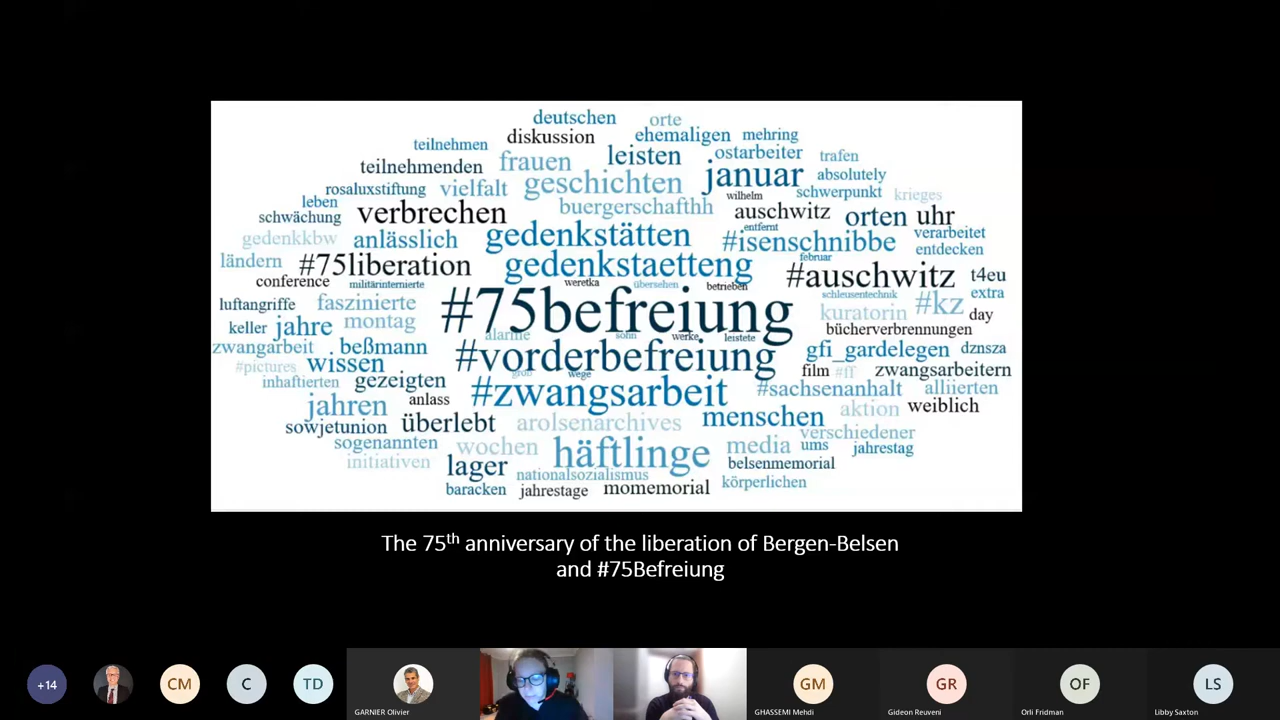 deutschen orte
diskussion ehemaligen mehring
teilnehmen leisten ostarbeiter trafen
teilnehmenden frauen januar absolutely
rosaluxstiftung vielfalt geschichten schwerpunkt krieges
leben buergerschafthh wilhelm auschwitz orten uhr
schwächung verbrechen entfernt verarbeitet
gedenkkbw anlässlich gedenkstätten #isenschnibbe entdecken
ländern #75liberation gedenkstaetteng februar #auschwitz t4eu
conference militärinternierte weretka übersehen betrieben extra
luftangriffe faszinierte #75befreiung schleusentechnik #kz day
keller jahre montag alarme sohn werke leistete kuratorin bücherverbrennungen
zwangarbeit beßmann #vorderbefreiung gfi_gardelegen dznsza
#pictures wissen groß wege film #ff zwangsarbeitern
inhaftierten gezeigten #zwangsarbeit #sachsenanhalt alliierten
jahren anlass menschen aktion weiblich
sowjetunion überlebt arolsenarchives verschiedener
sogenannten wochen häftlinge media ums jahrestag
initiativen lager nationalsozialismus belsenmemorial
baracken jahrestage momemorial körperlichen
The 75th anniversary of the liberation of Bergen-Belsen
and #75Befreiung
+14 CM C TD GM GR OF LS
GARNIER Olivier GHASSEMI Mehdi Gideon Reuveni Orli Fridman Libby Saxton